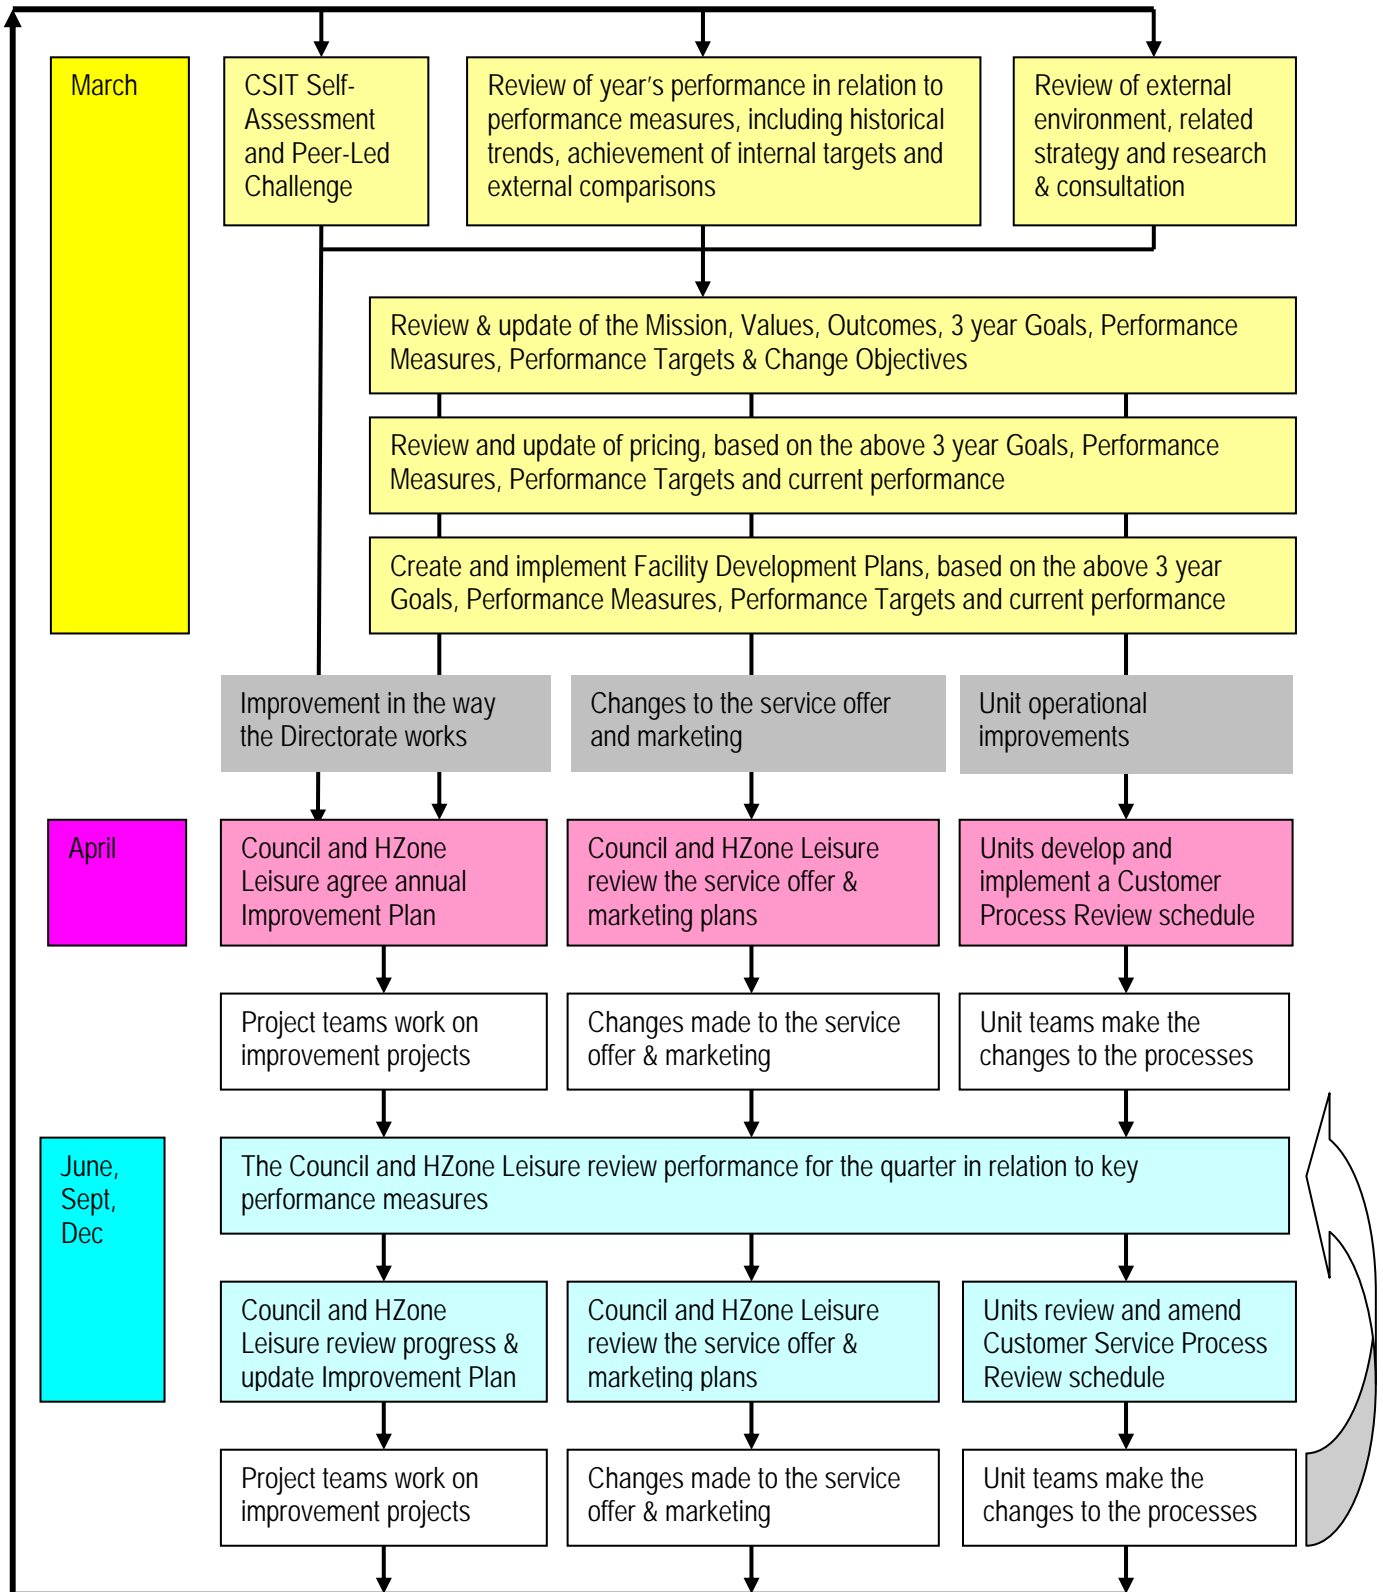 March
CSIT Self-
Assessment
and Peer-Led
Challenge
Review of year's performance in relation to
performance measures, including historical
trends, achievement of internal targets and
external comparisons
Review of external
environment, related
strategy and research
& consultation
Review & update of the Mission, Values, Outcomes, 3 year Goals, Performance
Measures, Performance Targets & Change Objectives
Review and update of pricing, based on the above 3 year Goals, Performance
Measures, Performance Targets and current performance
Create and implement Facility Development Plans, based on the above 3 year
Goals, Performance Measures, Performance Targets and current performance
Improvement in the way
the Directorate works
Changes to the service offer
and marketing
Unit operational
improvements
April
Council and HZone
Leisure agree annual
Improvement Plan
Council and HZone Leisure
review the service offer &
marketing plans
Units develop and
implement a Customer
Process Review schedule
Project teams work on
improvement projects
Changes made to the service
offer & marketing
Unit teams make the
changes to the processes
June,
Sept,
Dec
The Council and HZone Leisure review performance for the quarter in relation to key
performance measures
Council and HZone
Leisure review progress &
update Improvement Plan
Council and HZone Leisure
review the service offer &
marketing plans
Units review and amend
Customer Service Process
Review schedule
Project teams work on
improvement projects
Changes made to the service
offer & marketing
Unit teams make the
changes to the processes